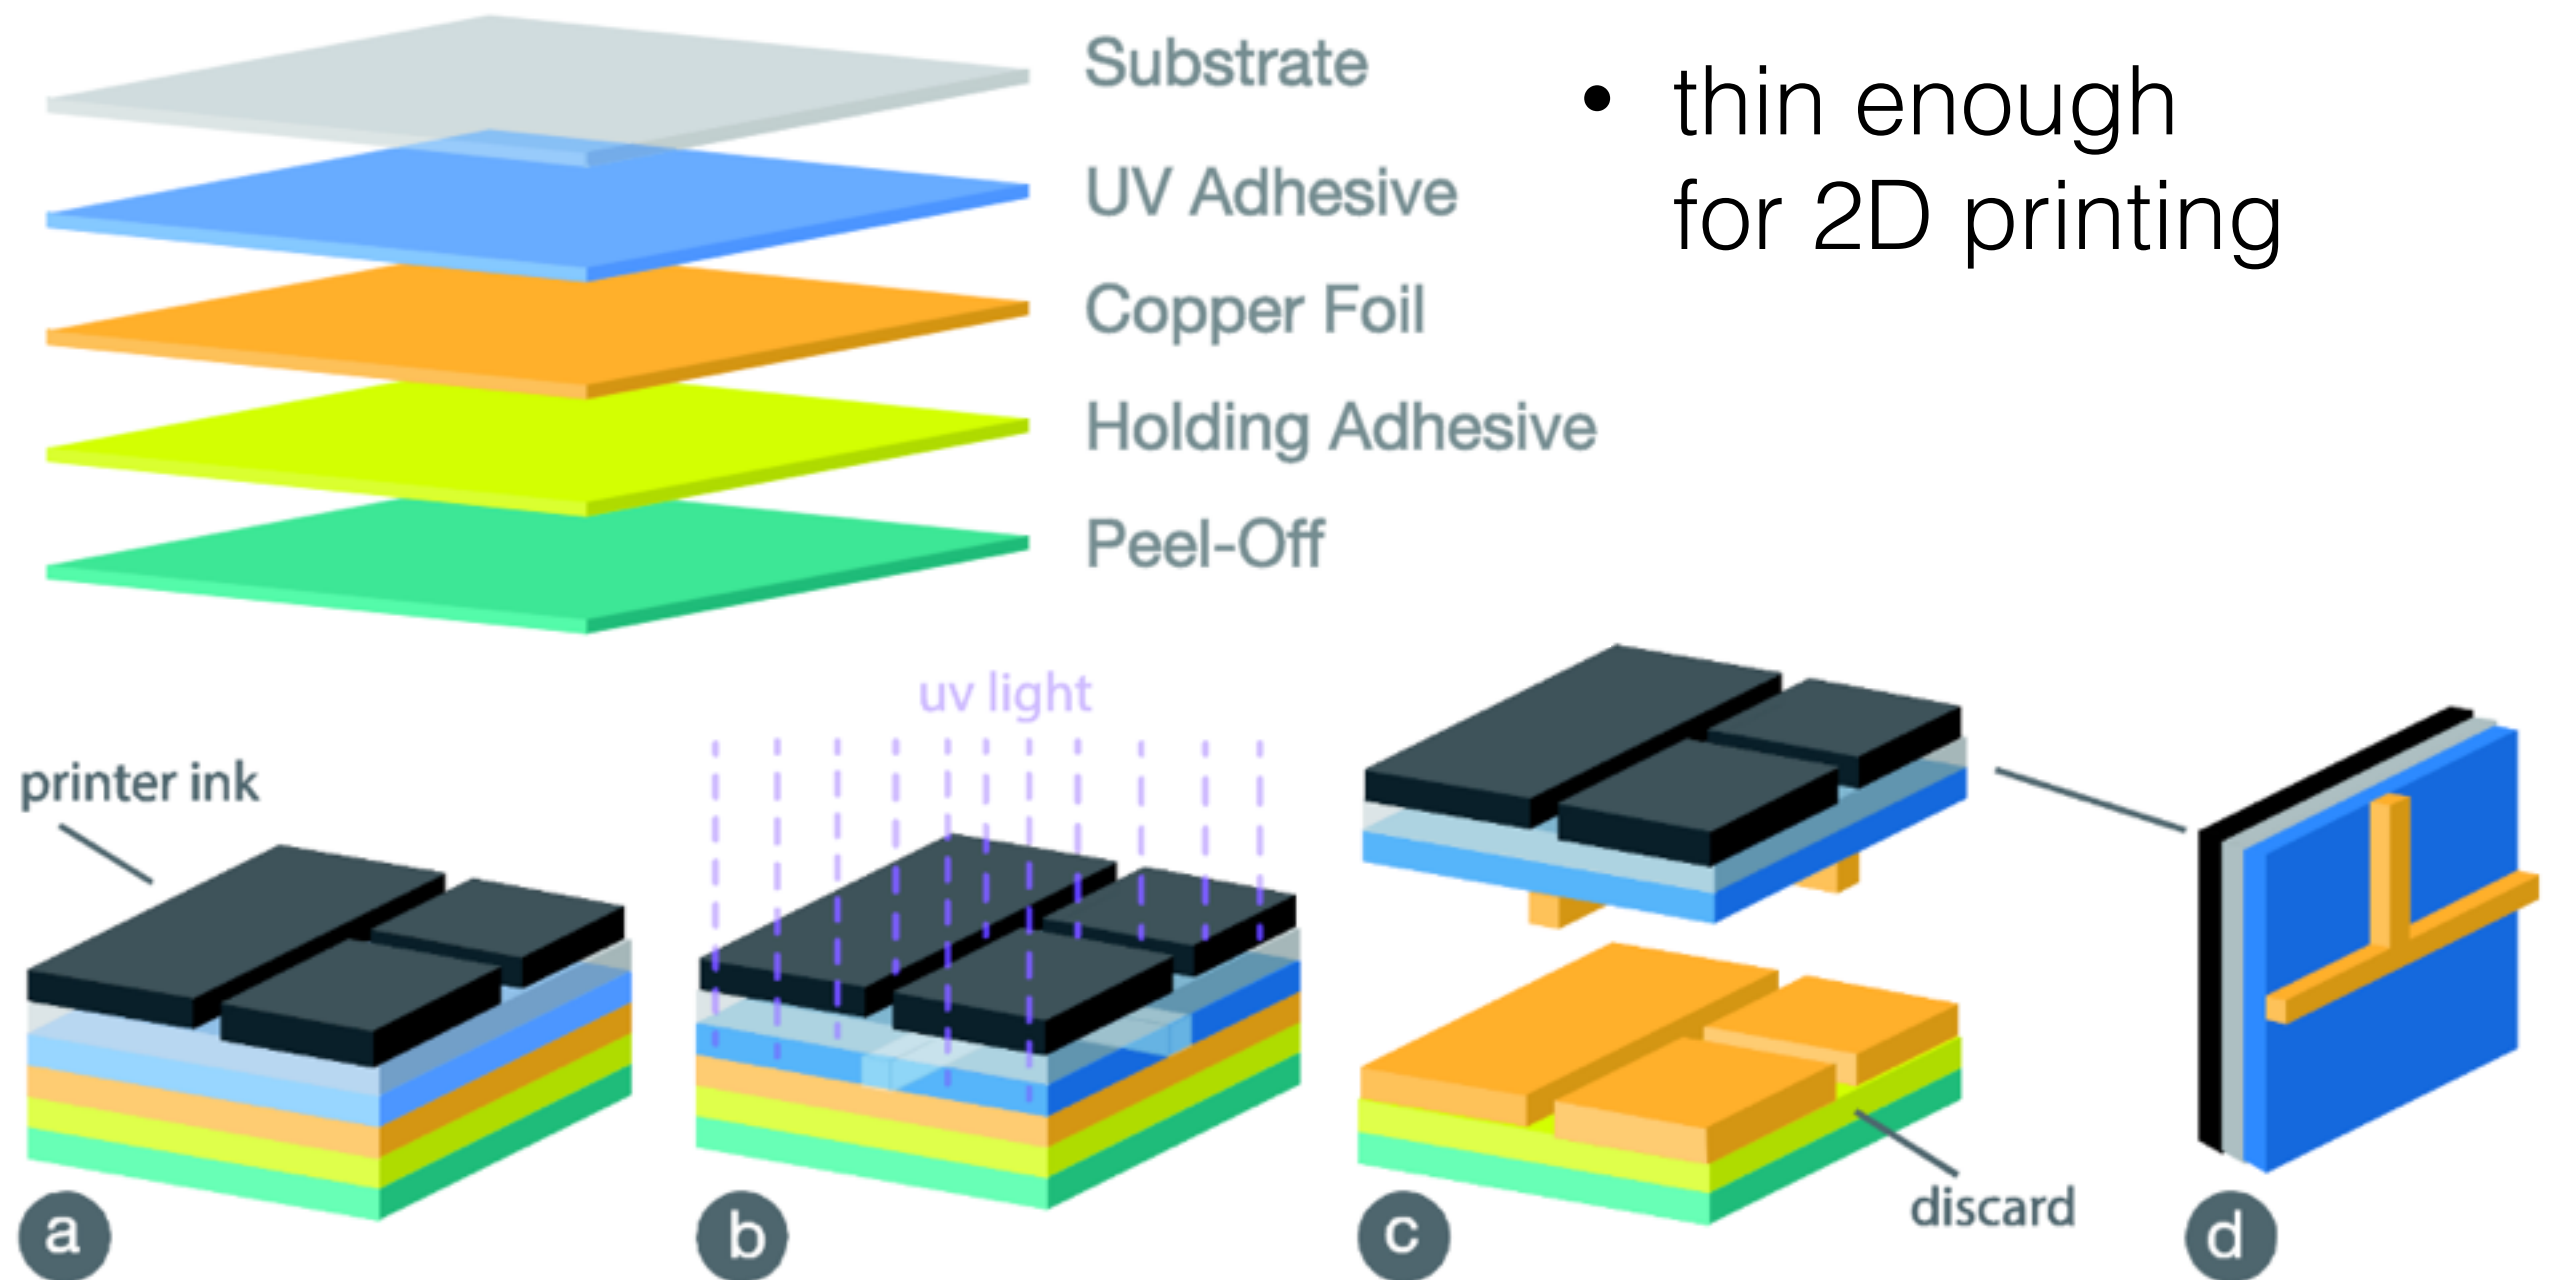 Substrate
UV Adhesive
Copper Foil
Holding Adhesive
Peel-Off
• thin enough
for 2D printing
printer ink
uv light
discard
a
b
c
d